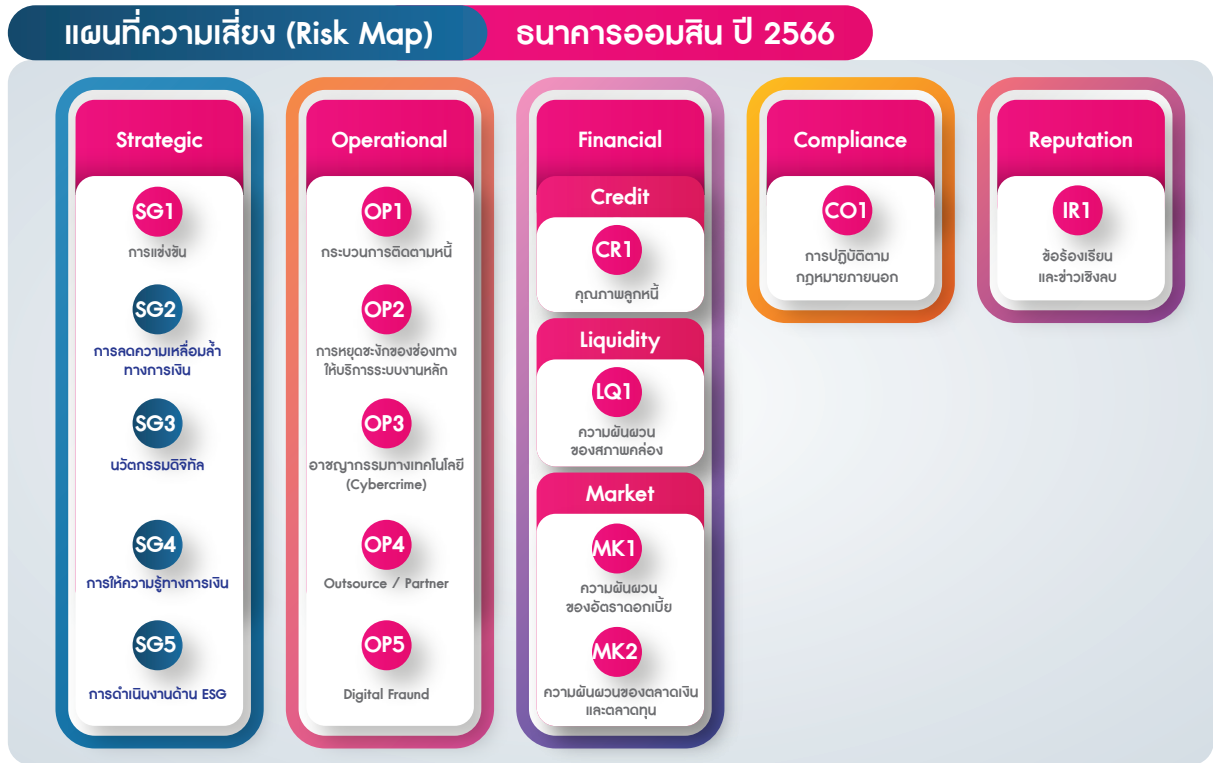 แผนที่ความเสี่ยง (Risk Map)
ธนาคารออมสิน ปี 2566
Strategic
SG1
การแข่งขัน
SG2
การลดความเหลื่อมล้ำ
ทางการเงิน
SG3
นวัตกรรมดิจิทัล
SG4
การให้ความรู้ทางการเงิน
SG5
การดำเนินงานด้าน ESG
Operational
OP1
กระบวนการติดตามหนี้
OP2
การหยุดชะงักของช่องทาง
ให้บริการระบบงานหลัก
OP3
อาชญากรรมทางเทคโนโลยี
(Cybercrime)
OP4
Outsource / Partner
OP5
Digital Fraund
Financial
Credit
CR1
คุณภาพลูกหนี้
Liquidity
LQ1
ความผันผวน
ของสภาพคล่อง
Market
MK1
ความผันผวน
ของอัตราดอกเบี้ย
MK2
ความผันผวนของตลาดเงิน
และตลาดทุน
Compliance
CO1
การปฏิบัติตาม
กฎหมายภายนอก
Reputation
IR1
ข้อร้องเรียน
และข่าวเชิงลบ